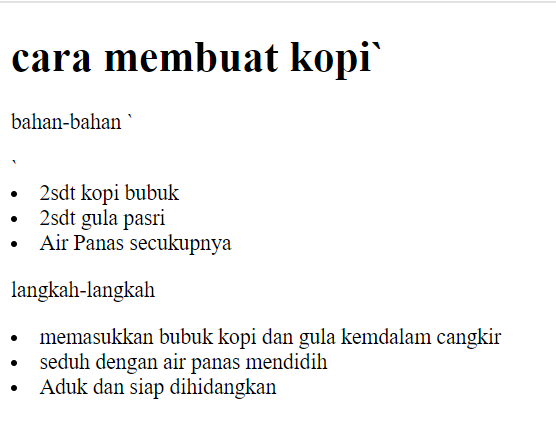 cara membuat kopi`
bahan-bahan `
`
• 2sdt kopi bubuk
• 2sdt gula pasri
• Air Panas secukupnya
langkah-langkah
• memasukkan bubuk kopi dan gula kemdalam cangkir
• seduh dengan air panas mendidih
• Aduk dan siap dihidangkan